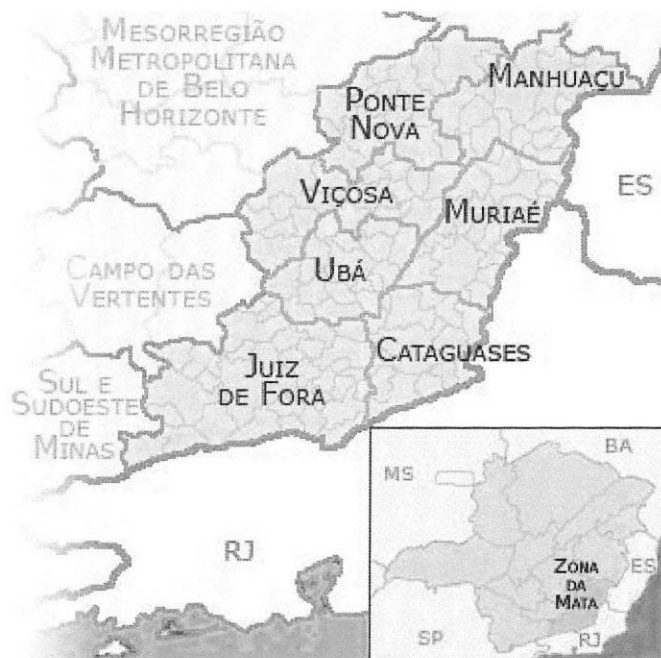 MESORREGIÃO
METROPOLITANA
DE BELO
HORIZONTE
MANHUAÇU
PONTE
NOVA
VIÇOSA
ES
MURIAÉ
CAMPO DAS
VERTENTES
UBÁ
JUIZ
DE FORA
CATAGUASES
SUL E
SUDOESTE
DE
MINAS
RJ
BA
MS
ES
ZONA
DA
MATA
SP
RJ